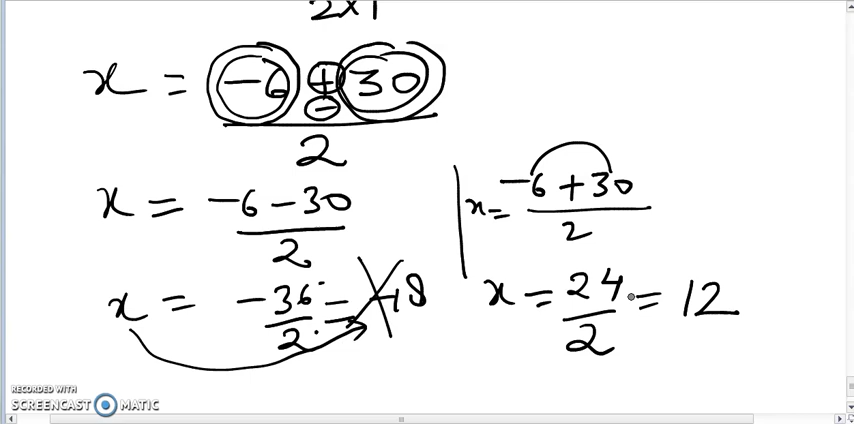 2×1
x = -6 ± 30
2
x = -6 - 30
2
x = -36 = -18
2
x = -6 + 30
2
x = 24 = 12
2
RECORDED WITH
SCREENCAST MATIC